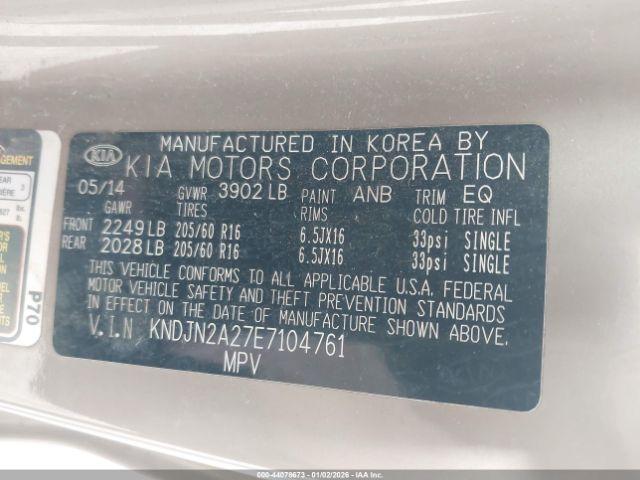 MANUFACTURED IN KOREA BY
KIA KIA MOTORS CORPORATION
05/14 GVWR 3902 LB PAINT ANB TRIM EQ
GAWR TIRES RIMS COLD TIRE INFL
FRONT 2249 LB 205/60 R16 6.5JX16 33psi SINGLE
REAR 2028 LB 205/60 R16 6.5JX16 33psi SINGLE
THIS VEHICLE CONFORMS TO ALL APPLICABLE U.S.A. FEDERAL
MOTOR VEHICLE SAFETY AND THEFT PREVENTION STANDARDS
IN EFFECT ON THE DATE OF MANUFACTURE SHOWN ABOVE.
V.I.N KNDJN2A27E7104761
MPV
P70
000-44078673 - 01/02/2026 - IAAI.COM